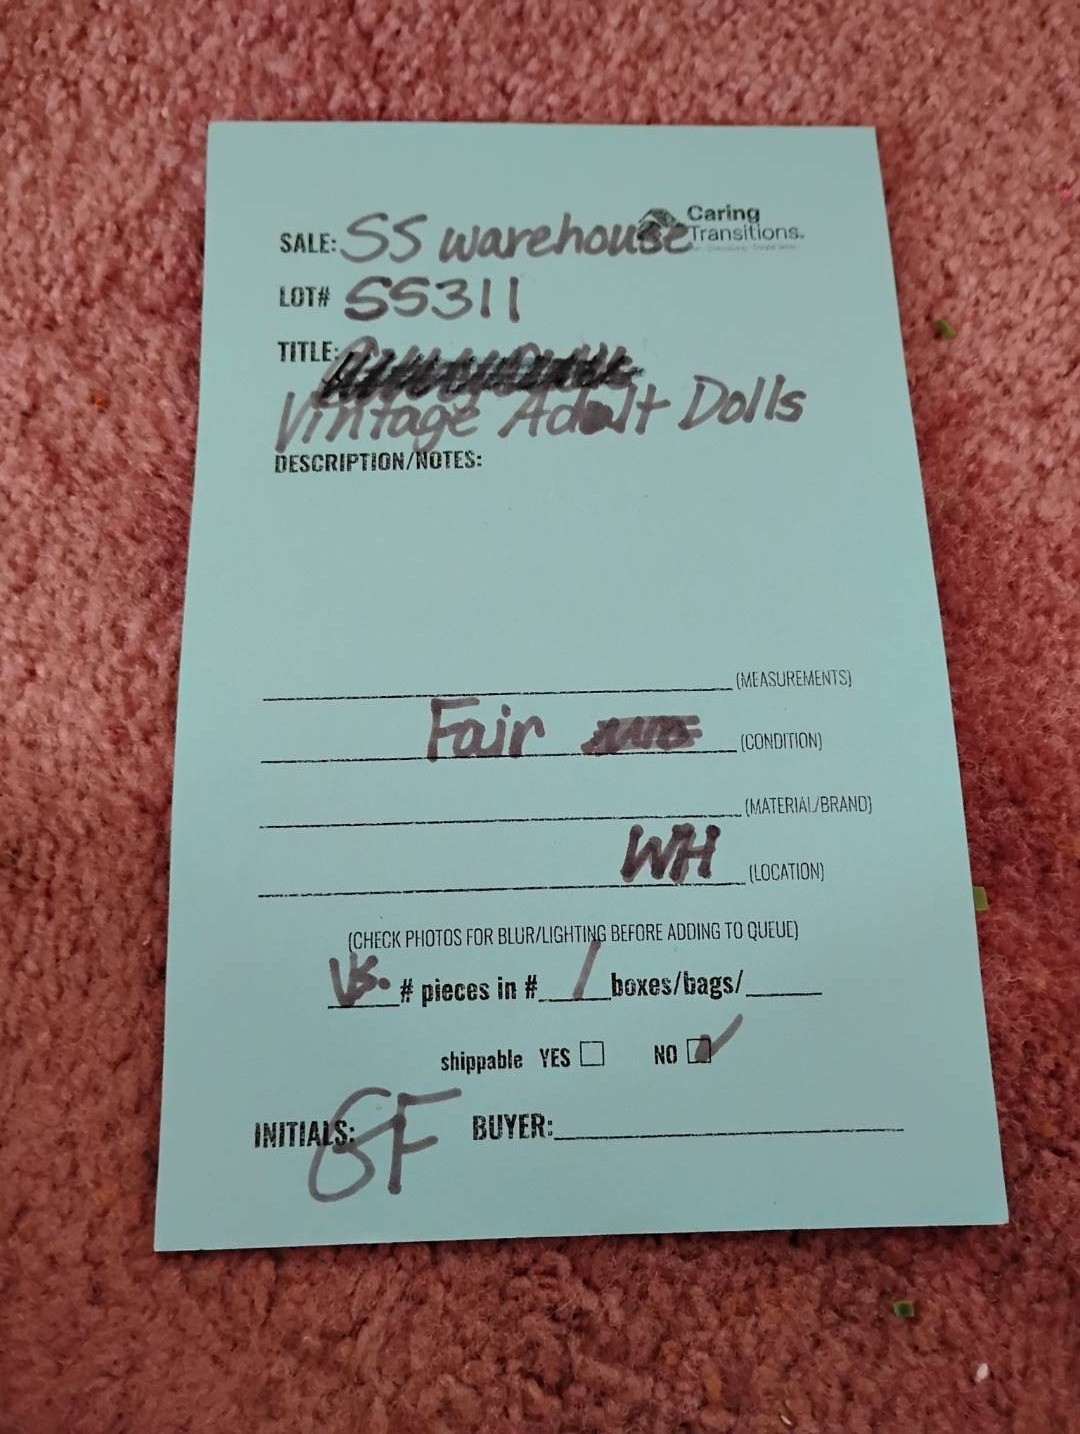 Caring
SALE: SS warehouse Transitions.
LOT# SS311
TITLE:
Vintage Adult Dolls
DESCRIPTION/NOTES:
(MEASUREMENTS)
Fair (CONDITION)
(MATERIAL/BRAND)
WH (LOCATION)
(CHECK PHOTOS FOR BLUR/LIGHTING BEFORE ADDING TO QUEUE)
# pieces in # 1 boxes/bags/
shippable YES NO
INITIALS: GF BUYER: